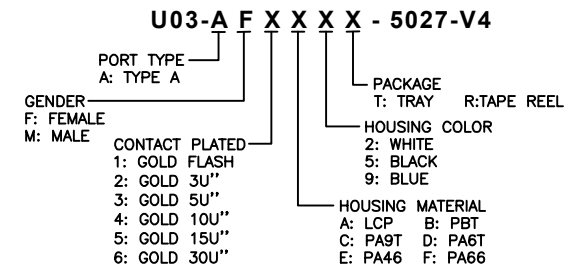 U03-A F X X X X - 5027-V4
PORT TYPE
A: TYPE A
GENDER
F: FEMALE
M: MALE
CONTACT PLATED
1: GOLD FLASH
2: GOLD 3U''
3: GOLD 5U''
4: GOLD 10U''
5: GOLD 15U''
6: GOLD 30U''
PACKAGE
T: TRAY R:TAPE REEL
HOUSING COLOR
2: WHITE
5: BLACK
9: BLUE
HOUSING MATERIAL
A: LCP B: PBT
C: PA9T D: PA6T
E: PA46 F: PA66